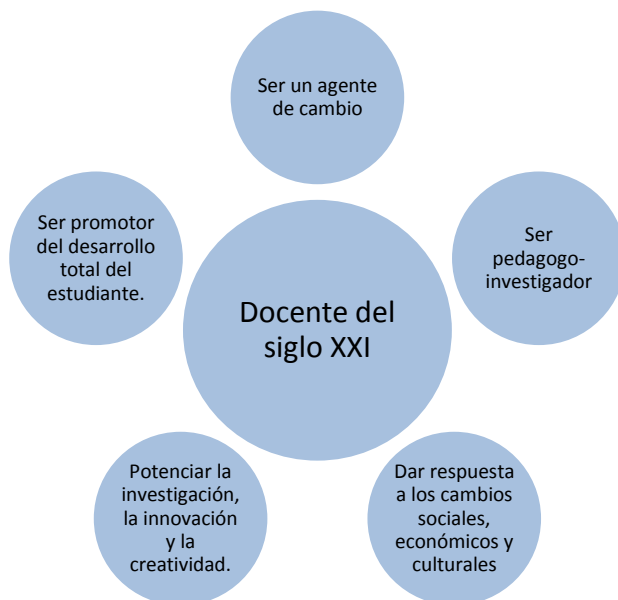 Ser un agente
de cambio
Ser promotor
del desarrollo
total del
estudiante.
Ser
pedagogo-
investigador
Docente del
siglo XXI
Potenciar la
investigación,
la innovación
y la
creatividad.
Dar respuesta
a los cambios
sociales,
económicos y
culturales